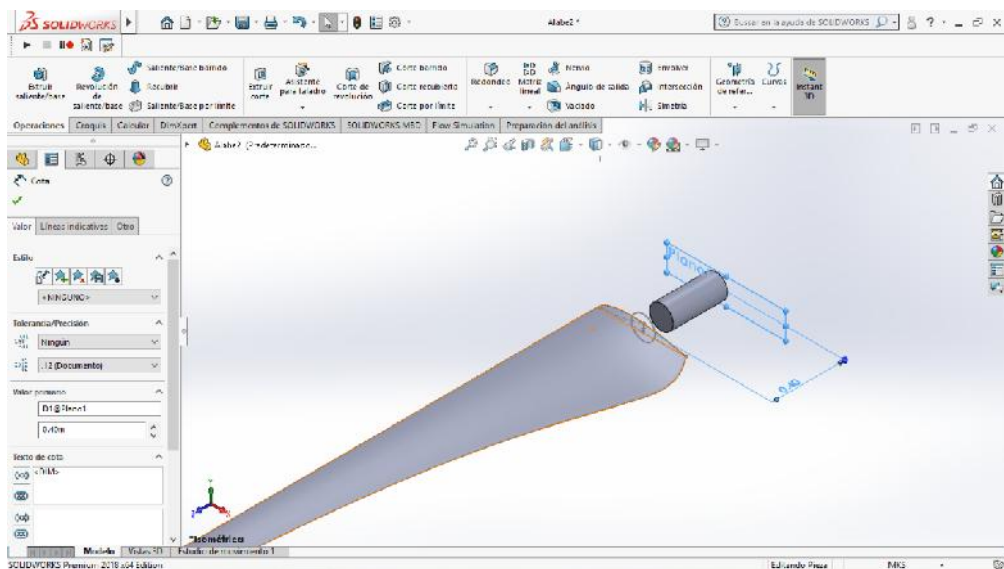 SOLIDWORKS
Alabe2 *
Buscar en la ayuda de SOLIDWORKS
Extruir saliente/base
Revolución de saliente/base
Saliente/Base barrido
Recubrir
Saliente/Base por límite
Extruir corte
Asistente para taladro
Corte de revolución
Corte barrido
Corte recubierto
Corte por límite
Redondeo
Matriz lineal
Nervio
Ángulo de salida
Vaciado
Envolver
Intersección
Simetría
Geometría de refer...
Curvas
Instant 3D
Operaciones
Croquis
Calcular
DimXpert
Complementos de SOLIDWORKS
SOLIDWORKS MBD
Flow Simulation
Preparación del análisis
Alabe2 (Predeterminado...
Cota
Valor
Líneas indicativas
Otro
Estilo
<NINGUNO>
Tolerancia/Precisión
Ningún
.12 (Documento)
Valor primario
D1@Plano1
0.40m
Texto de cota
<DIM>
Plano
0.40
*Isométrica
Modelo
Vistas 3D
Estudio de movimiento 1
SOLIDWORKS Premium 2018 x64 Edition
Editando Pieza
MKS